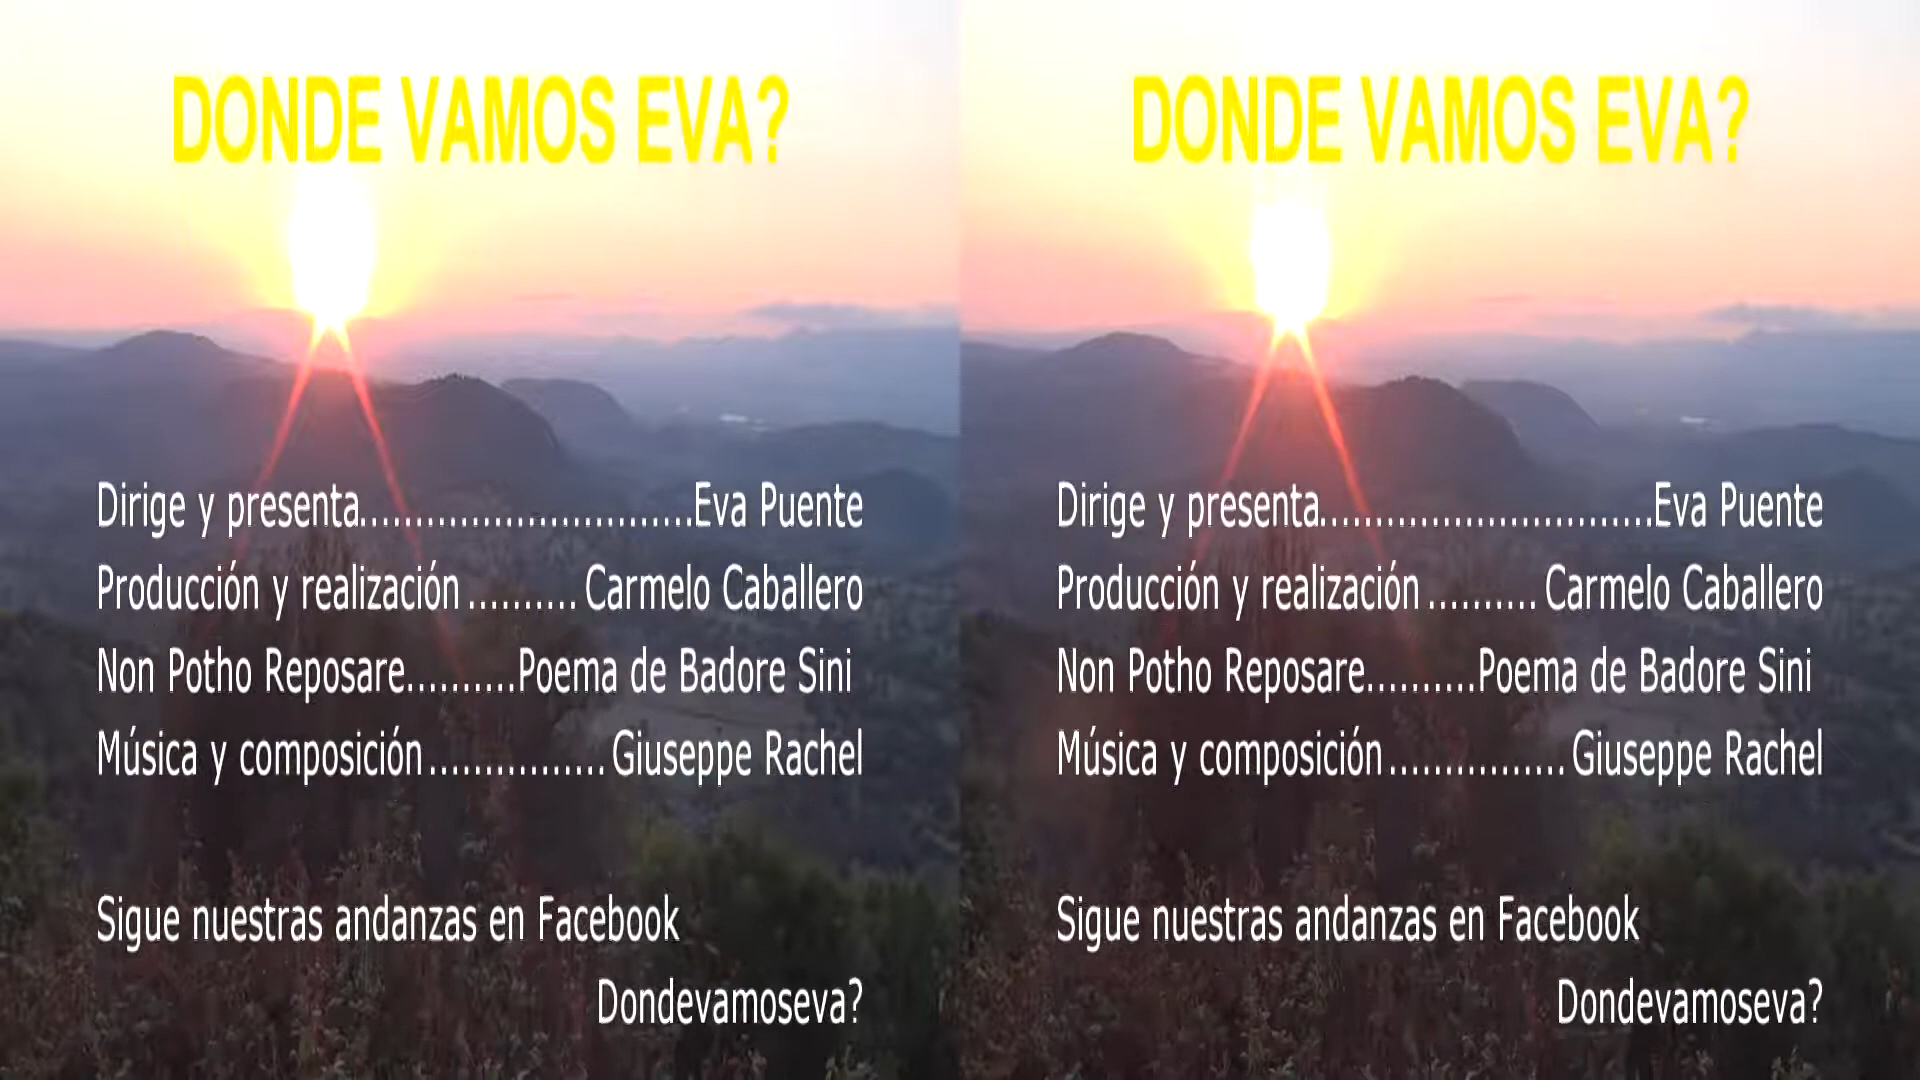 DONDE VAMOS EVA?
Dirige y presenta..............................Eva Puente
Producción y realización .......... Carmelo Caballero
Non Potho Reposare..........Poema de Badore Sini
Música y composición ................ Giuseppe Rachel
Sigue nuestras andanzas en Facebook
Dondevamoseva?
DONDE VAMOS EVA?
Dirige y presenta..............................Eva Puente
Producción y realización .......... Carmelo Caballero
Non Potho Reposare..........Poema de Badore Sini
Música y composición ................ Giuseppe Rachel
Sigue nuestras andanzas en Facebook
Dondevamoseva?